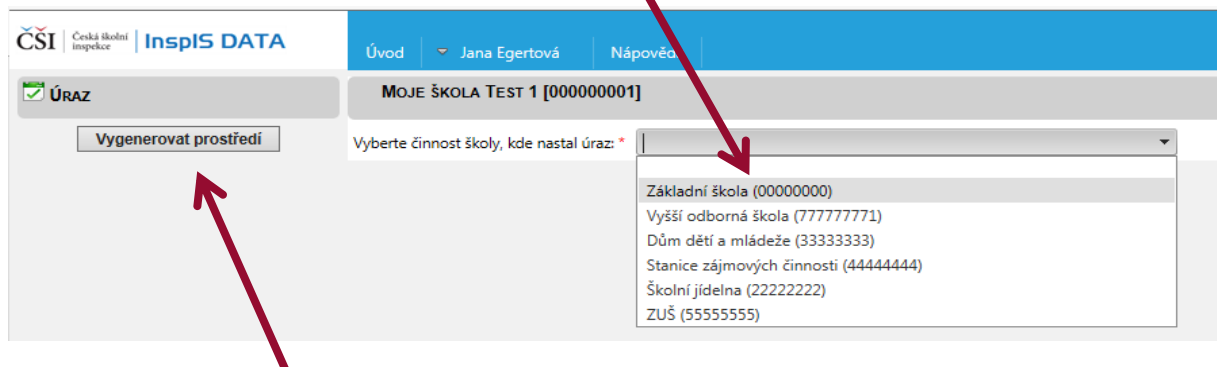 ČŠI Česká školní inspekce InspIS DATA
Úvod Jana Egertová Nápověd
ÚRAZ
MOJE ŠKOLA TEST 1 [000000001]
Vygenerovat prostředí
Vyberte činnost školy, kde nastal úraz: *
Základní škola (00000000)
Vyšší odborná škola (777777771)
Dům dětí a mládeže (33333333)
Stanice zájmových činnosti (44444444)
Školní jídelna (22222222)
ZUŠ (55555555)